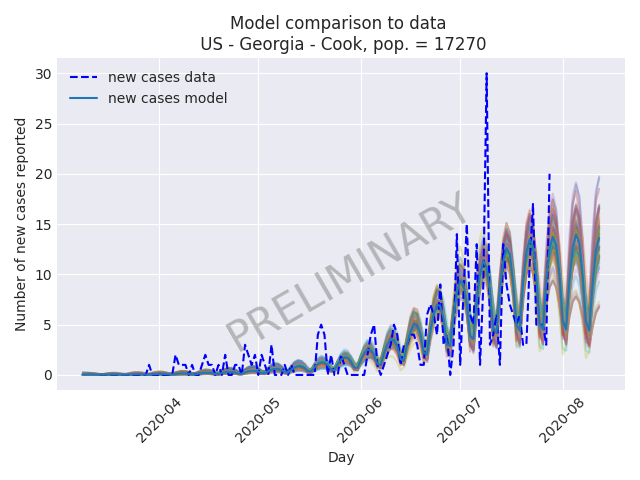 Model comparison to data
US - Georgia - Cook, pop. = 17270
new cases data
new cases model
PRELIMINARY
Number of new cases reported
30
25
20
15
10
5
0
2020-04
2020-05
2020-06
2020-07
2020-08
Day